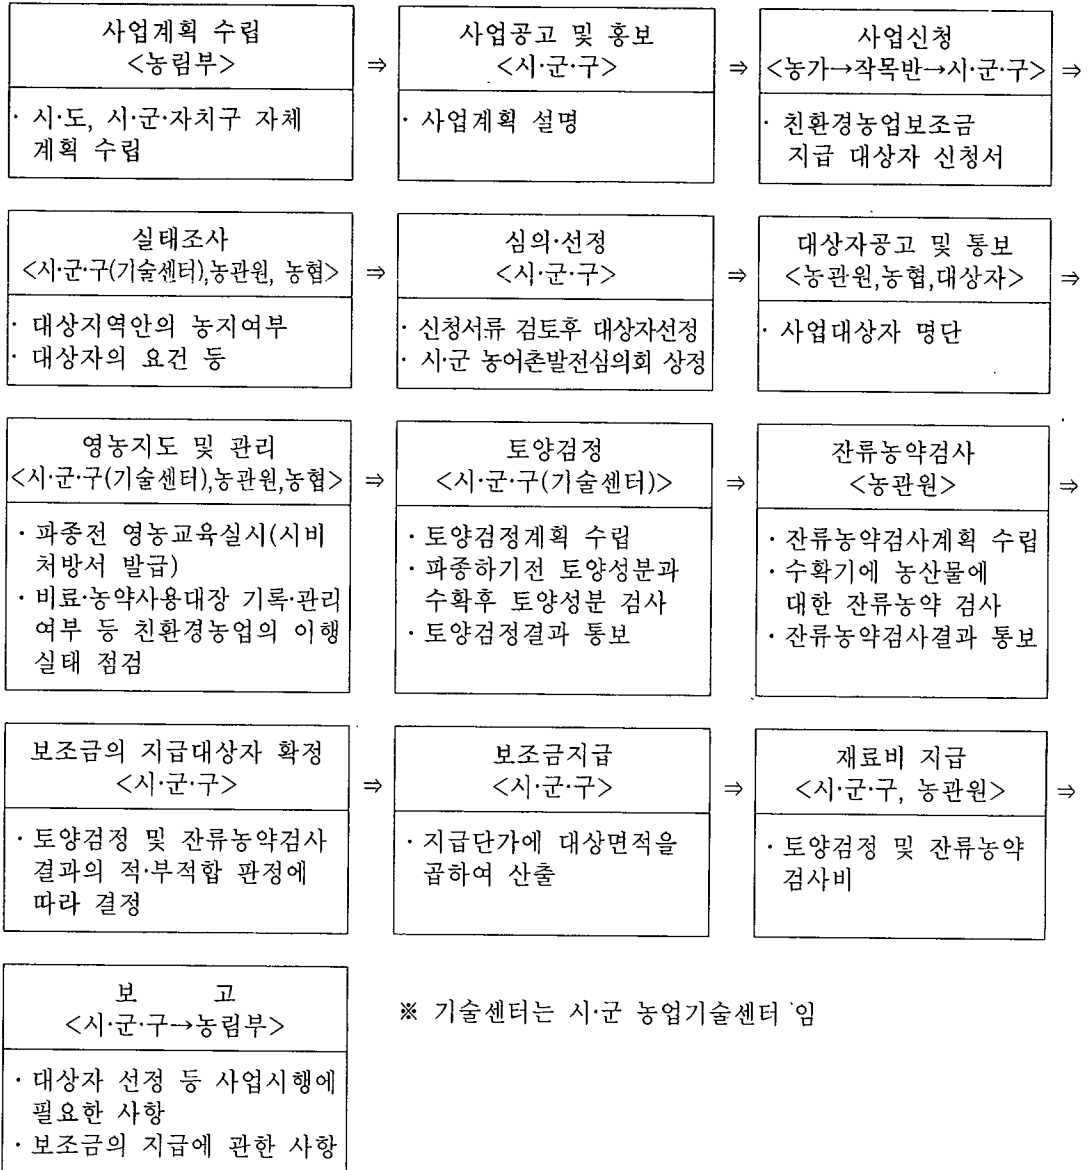 사업계획 수립
<농림부>
· 시·도, 시·군·자치구 자체
계획 수립
⇒
사업공고 및 홍보
<시·군·구>
· 사업계획 설명
⇒
사업신청
<농가→작목반→시·군·구>
· 친환경농업보조금
지급 대상자 신청서
⇒
실태조사
<시·군·구(기술센터),농관원, 농협>
· 대상지역안의 농지여부
· 대상자의 요건 등
⇒
심의·선정
<시·군·구>
· 신청서류 검토후 대상자선정
· 시·군 농어촌발전심의회 상정
⇒
대상자공고 및 통보
<농관원,농협,대상자>
· 사업대상자 명단
⇒
영농지도 및 관리
<시·군·구(기술센터),농관원,농협>
· 파종전 영농교육실시(시비
처방서 발급)
· 비료·농약사용대장 기록·관리
여부 등 친환경농업의 이행
실태 점검
⇒
토양검정
<시·군·구(기술센터)>
· 토양검정계획 수립
· 파종하기전 토양성분과
수확후 토양성분 검사
· 토양검정결과 통보
⇒
잔류농약검사
<농관원>
· 잔류농약검사계획 수립
· 수확기에 농산물에
대한 잔류농약 검사
· 잔류농약검사결과 통보
⇒
보조금의 지급대상자 확정
<시·군·구>
· 토양검정 및 잔류농약검사
결과의 적·부적합 판정에
따라 결정
⇒
보조금지급
<시·군·구>
· 지급단가에 대상면적을
곱하여 산출
⇒
재료비 지급
<시·군·구, 농관원>
· 토양검정 및 잔류농약
검사비
⇒
보 고
<시·군·구→농림부>
· 대상자 선정 등 사업시행에
필요한 사항
· 보조금의 지급에 관한 사항
※ 기술센터는 시·군 농업기술센터 임